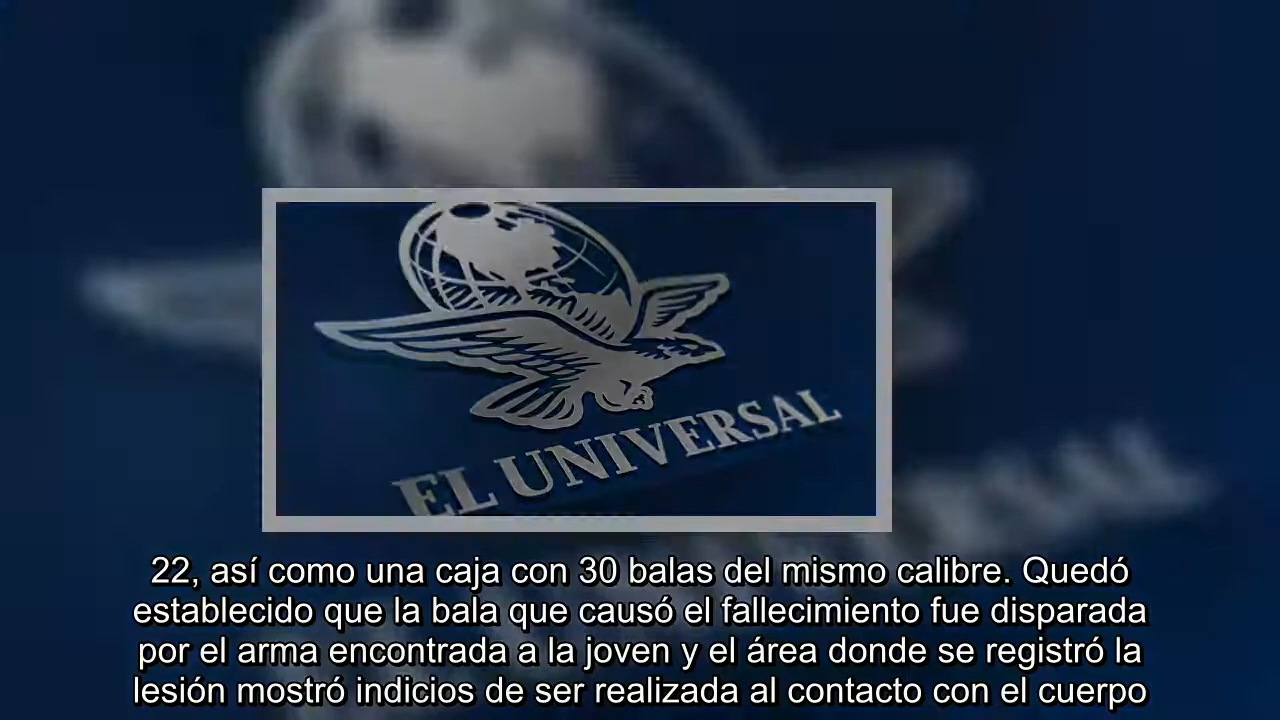 EL UNIVERSAL
22, así como una caja con 30 balas del mismo calibre. Quedó
establecido que la bala que causó el fallecimiento fue disparada
por el arma encontrada a la joven y el área donde se registró la
lesión mostró indicios de ser realizada al contacto con el cuerpo